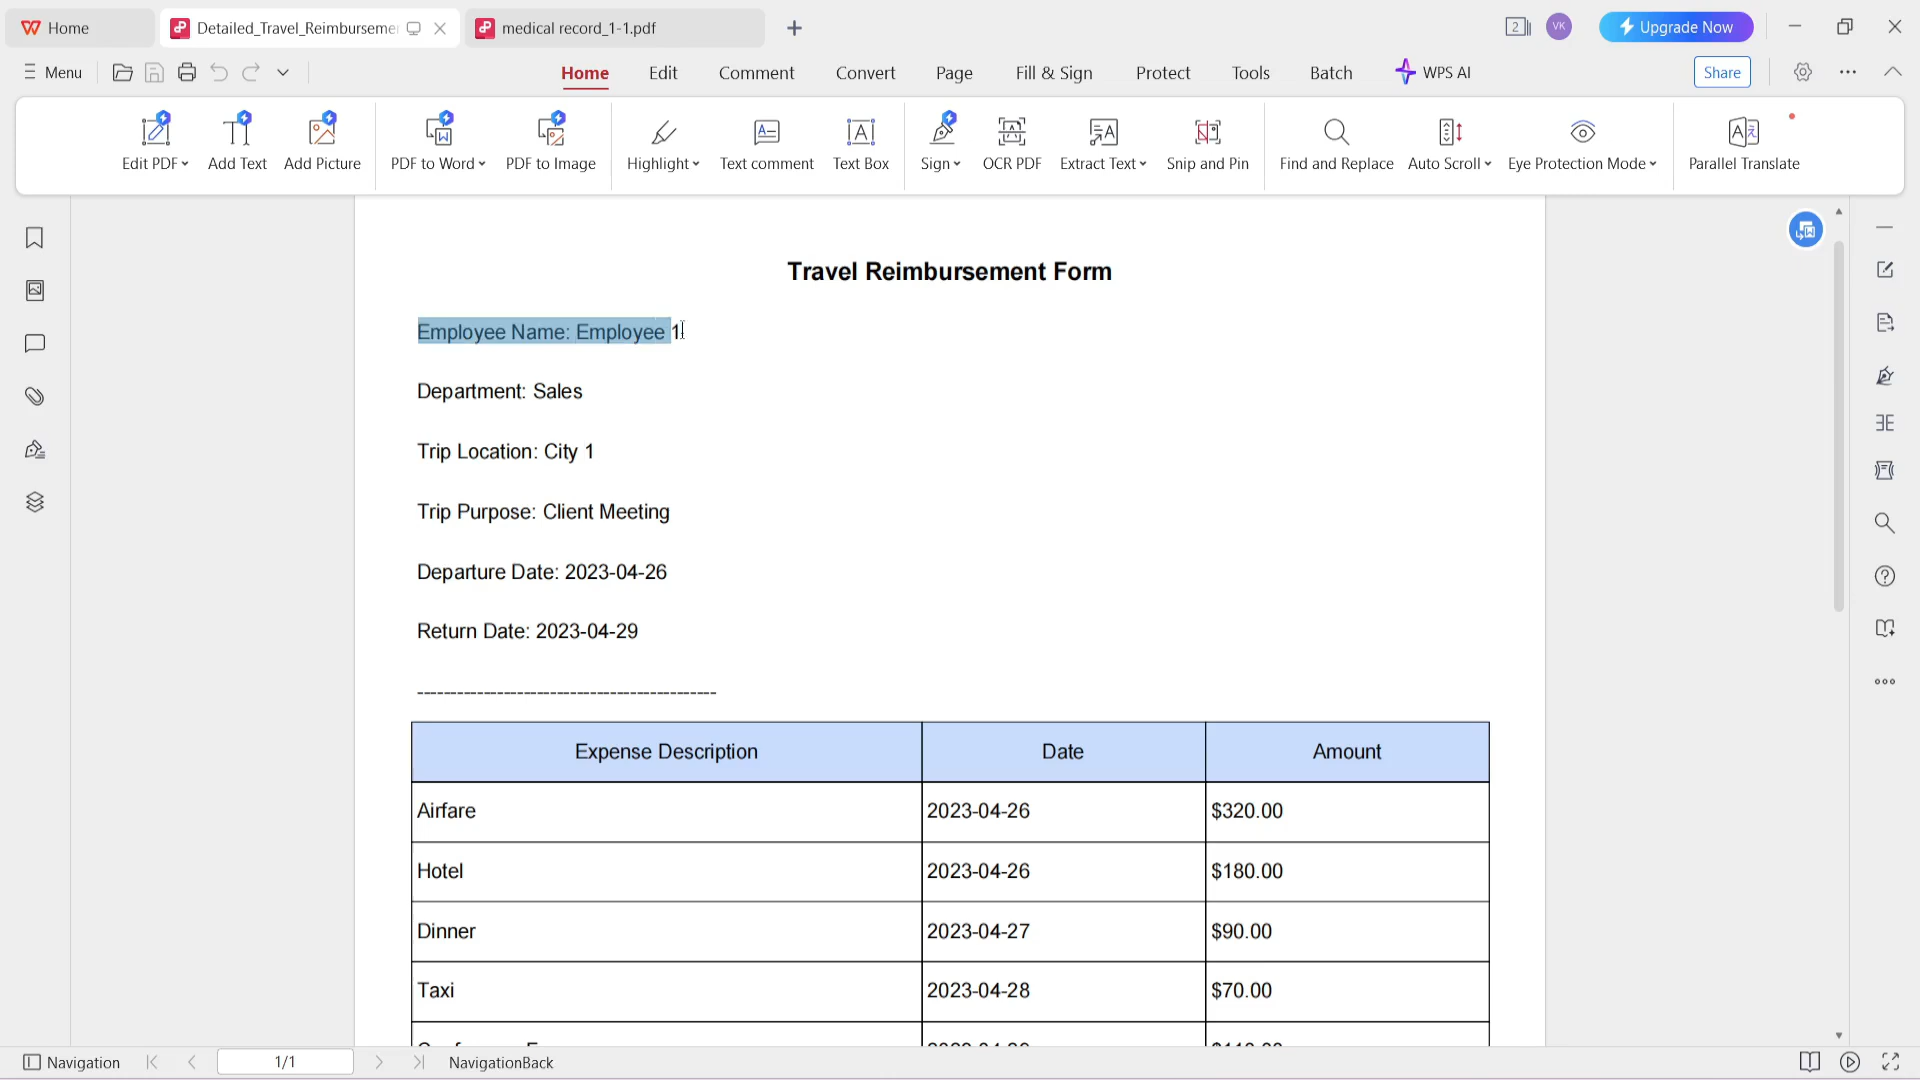 Home
Detailed_Travel_Reimburseme
medical record_1-1.pdf
2
VK
Upgrade Now
Menu
Home
Edit
Comment
Convert
Page
Fill & Sign
Protect
Tools
Batch
WPS AI
Share
Edit PDF
Add Text
Add Picture
PDF to Word
PDF to Image
Highlight
Text comment
Text Box
Sign
OCR PDF
Extract Text
Snip and Pin
Find and Replace
Auto Scroll
Eye Protection Mode
Parallel Translate
Travel Reimbursement Form
Employee Name: Employee 1
Department: Sales
Trip Location: City 1
Trip Purpose: Client Meeting
Departure Date: 2023-04-26
Return Date: 2023-04-29
---------------------------------------------
Expense Description Date Amount
Airfare 2023-04-26 $320.00
Hotel 2023-04-26 $180.00
Dinner 2023-04-27 $90.00
Taxi 2023-04-28 $70.00
Navigation
1/1
NavigationBack